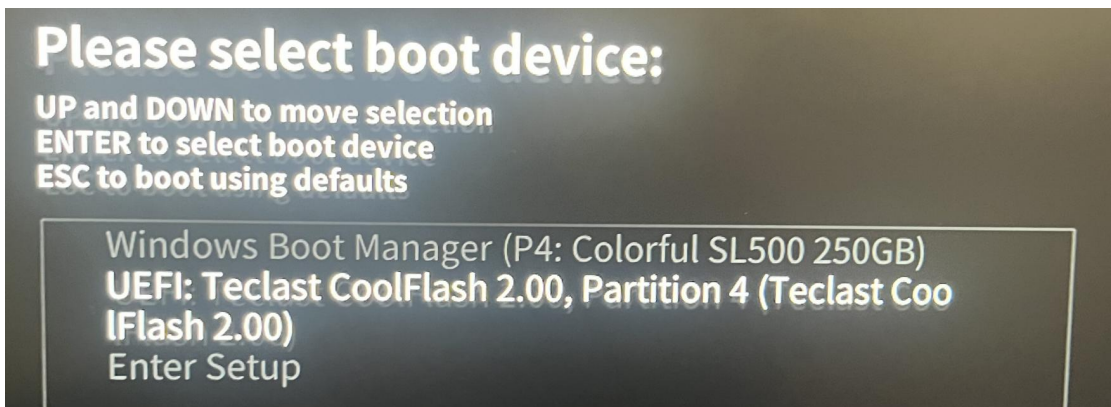 Please select boot device:
UP and DOWN to move selection
ENTER to select boot device
ESC to boot using defaults
Windows Boot Manager (P4: Colorful SL500 250GB)
UEFI: Teclast CoolFlash 2.00, Partition 4 (Teclast Coo
lFlash 2.00)
Enter Setup